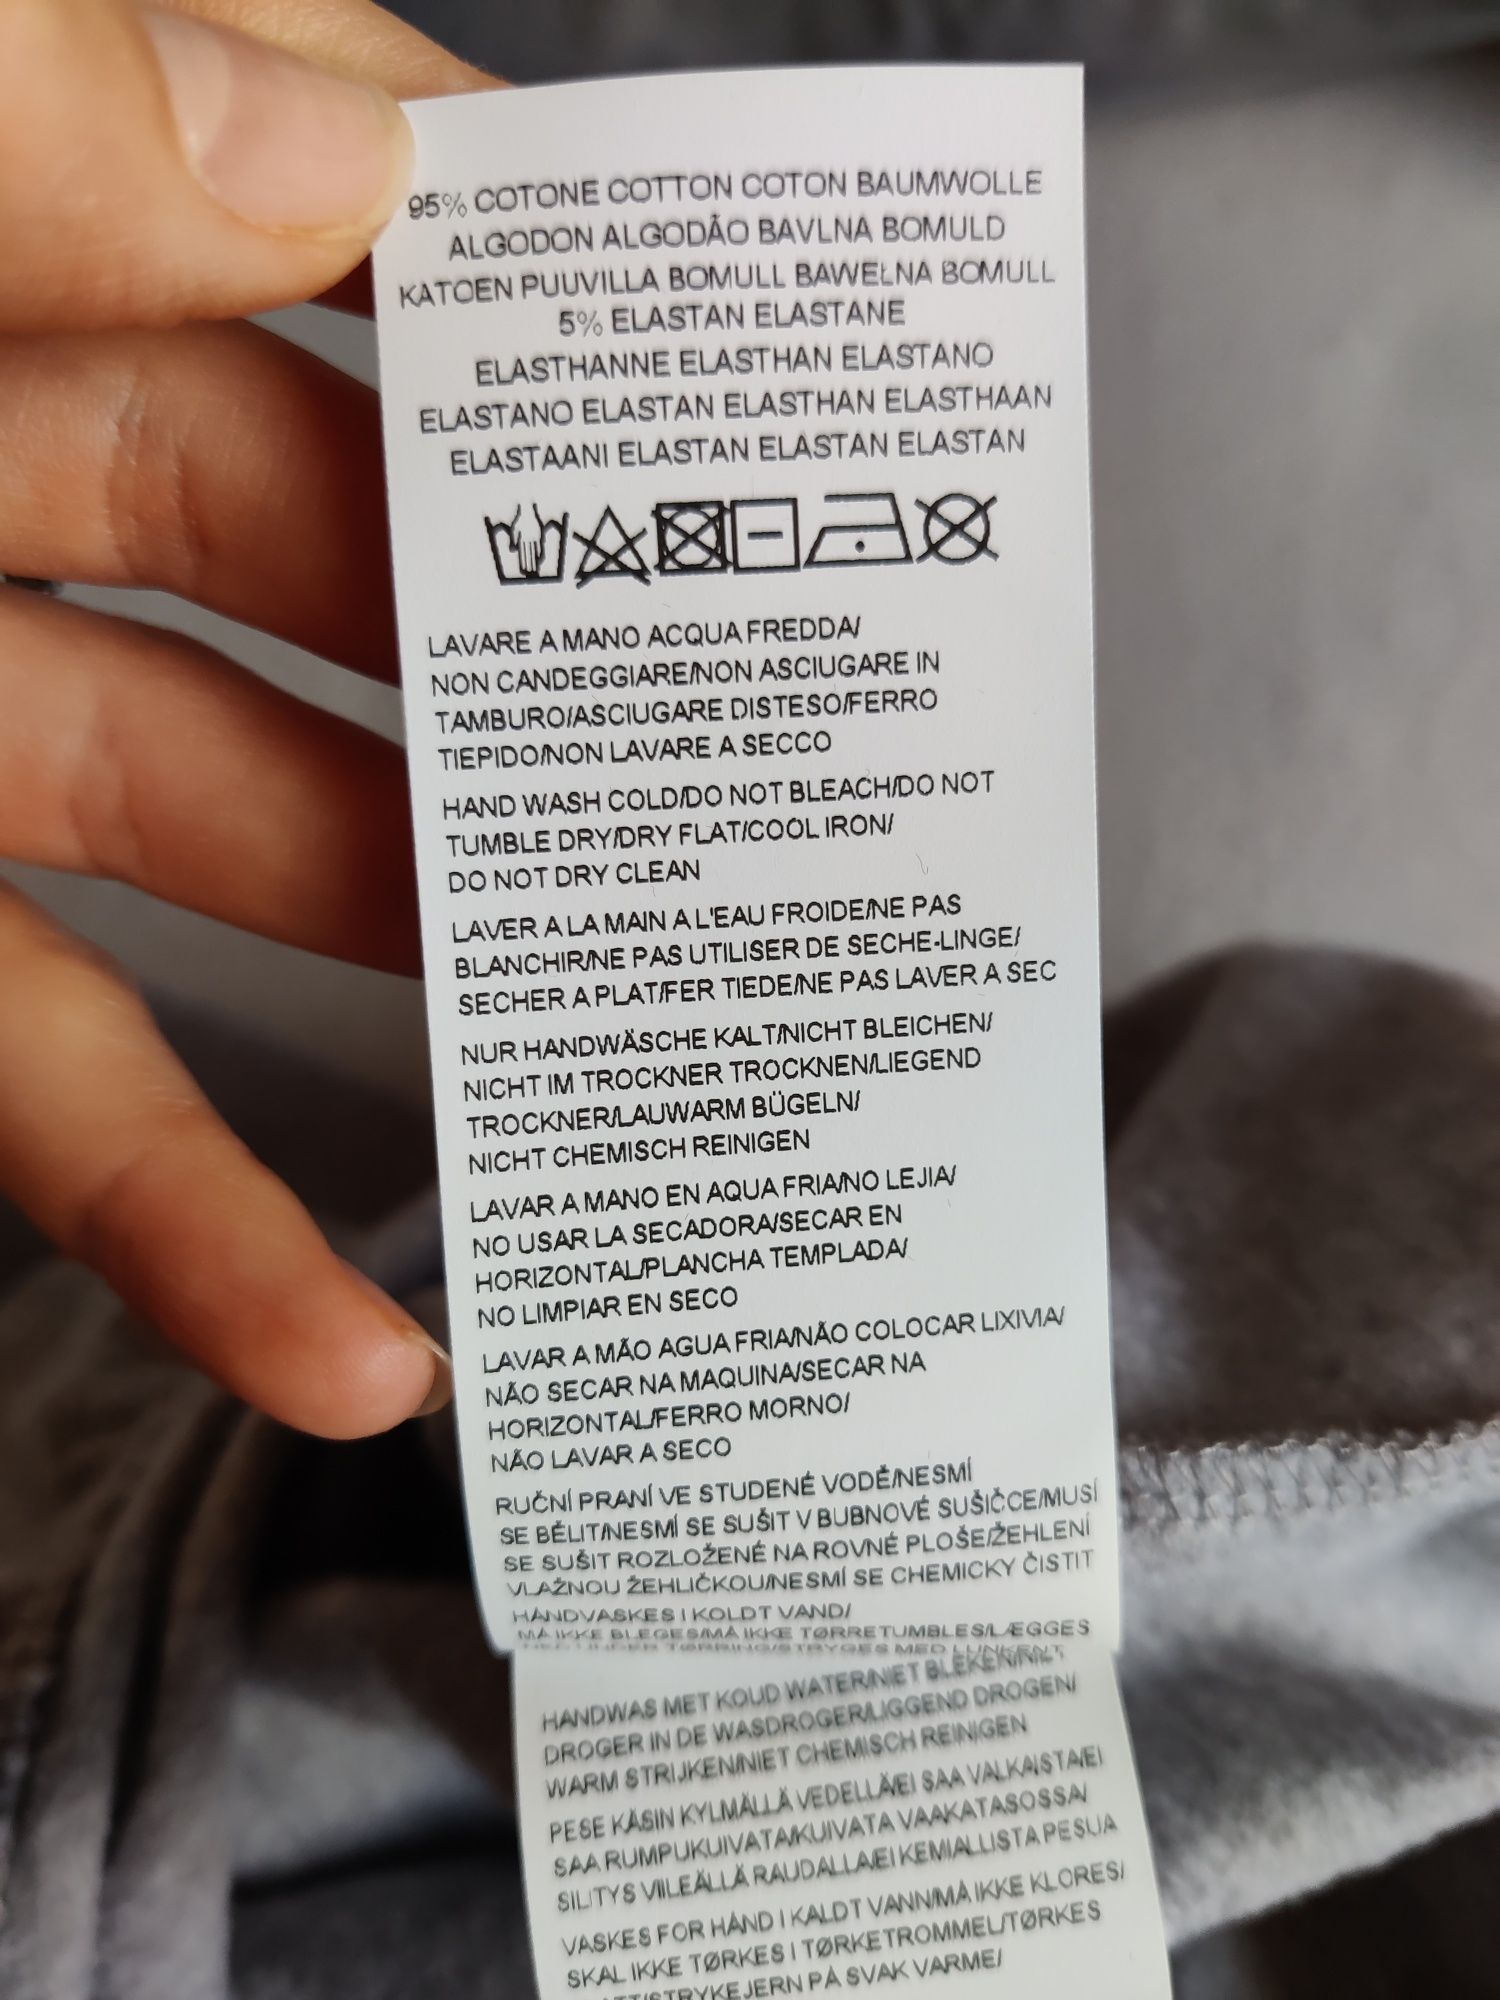 95% COTONE COTTON COTON BAUMWOLLE
ALGODON ALGODÃO BAVLNA BOMULD
KATOEN PUUVILLA BOMULL BAWEŁNA BOMULL
5% ELASTAN ELASTANE
ELASTHANNE ELASTHAN ELASTANO
ELASTANO ELASTAN ELASTHAN ELASTHAAN
ELASTAANI ELASTAN ELASTAN ELASTAN
LAVARE A MANO ACQUA FREDDA/
NON CANDEGGIARE/NON ASCIUGARE IN
TAMBURO/ASCIUGARE DISTESO/FERRO
TIEPIDO/NON LAVARE A SECCO
HAND WASH COLD/DO NOT BLEACH/DO NOT
TUMBLE DRY/DRY FLAT/COOL IRON/
DO NOT DRY CLEAN
LAVER A LA MAIN A L'EAU FROIDE/NE PAS
BLANCHIR/NE PAS UTILISER DE SECHE-LINGE/
SECHER A PLAT/FER TIEDE/NE PAS LAVER A SEC
NUR HANDWÄSCHE KALT/NICHT BLEICHEN/
NICHT IM TROCKNER TROCKNEN/LIEGEND
TROCKNER/LAUWARM BÜGELN/
NICHT CHEMISCH REINIGEN
LAVAR A MANO EN AQUA FRIA/NO LEJIA/
NO USAR LA SECADORA/SECAR EN
HORIZONTAL/PLANCHA TEMPLADA/
NO LIMPIAR EN SECO
LAVAR A MÃO AGUA FRIA/NÃO COLOCAR LIXIVIA/
NÃO SECAR NA MAQUINA/SECAR NA
HORIZONTAL/FERRO MORNO/
NÃO LAVAR A SECO
RUČNÍ PRANÍ VE STUDENÉ VODĚ/NESMÍ
SE BĚLIT/NESMÍ SE SUŠIT V BUBNOVÉ SUŠIČCE/MUSÍ
SE SUŠIT ROZLOŽENÉ NA ROVNÉ PLOŠE/ŽEHLENÍ
VLAŽNOU ŽEHLIČKOU/NESMÍ SE CHEMICKY ČISTIT
HÅNDVASKES I KOLDT VAND/
MÅ IKKE BLEGES/MÅ IKKE TØRRETUMBLES/LÆGGES
NED UNDER TØRRING/STRYGES MED LUNKENT
HANDWAS MET KOUD WATER/NIET BLEKEN/NIET
DROGER IN DE WASDROGER/LIGGEND DROGEN/
WARM STRIJKEN/NIET CHEMISCH REINIGEN
PESE KÄSIN KYLMÄLLÄ VEDELLÄ/EI SAA VALKAISTA/EI
SAA RUMPUKUIVATA/KUIVATA VAAKATASOSSA/
SILITYS VIILEÄLLÄ RAUDALLA/EI KEMIALLISTA PESUA
VASKES FOR HÅND I KALDT VANN/MÅ IKKE KLORES/
SKAL IKKE TØRKES I TØRKETROMMEL/TØRKES
STRYKEJERN PÅ SVAK VARME/